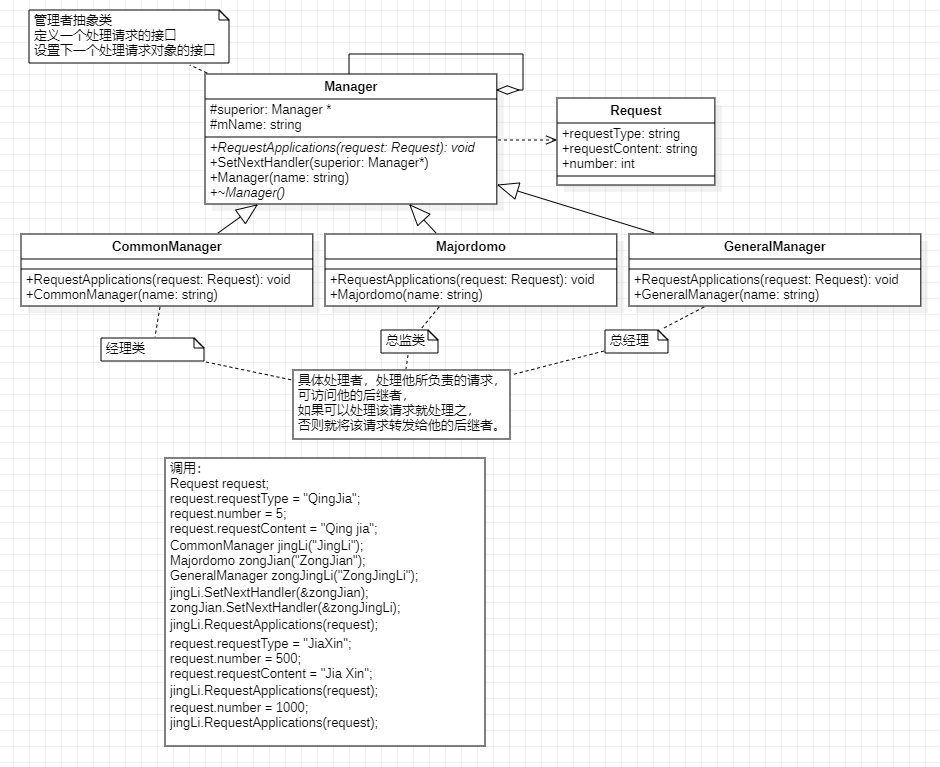 管理者抽象类
定义一个处理请求的接口
设置下一个处理请求对象的接口
Manager
#superior: Manager *
#mName: string
+RequestApplications(request: Request): void
+SetNextHandler(superior: Manager*)
+Manager(name: string)
+~Manager()
Request
+requestType: string
+requestContent: string
+number: int
CommonManager
+RequestApplications(request: Request): void
+CommonManager(name: string)
Majordomo
+RequestApplications(request: Request): void
+Majordomo(name: string)
GeneralManager
+RequestApplications(request: Request): void
+GeneralManager(name: string)
经理类
总监类
总经理
具体处理者，处理他所负责的请求，
可访问他的后继者，
如果可以处理该请求就处理之，
否则就将该请求转发给他的后继者。
调用：
Request request;
request.requestType = "QingJia";
request.number = 5;
request.requestContent = "Qing jia";
CommonManager jingLi("JingLi");
Majordomo zongJian("ZongJian");
GeneralManager zongJingLi("ZongJingLi");
jingLi.SetNextHandler(&zongJian);
zongJian.SetNextHandler(&zongJingLi);
jingLi.RequestApplications(request);
request.requestType = "JiaXin";
request.number = 500;
request.requestContent = "Jia Xin";
jingLi.RequestApplications(request);
request.number = 1000;
jingLi.RequestApplications(request);